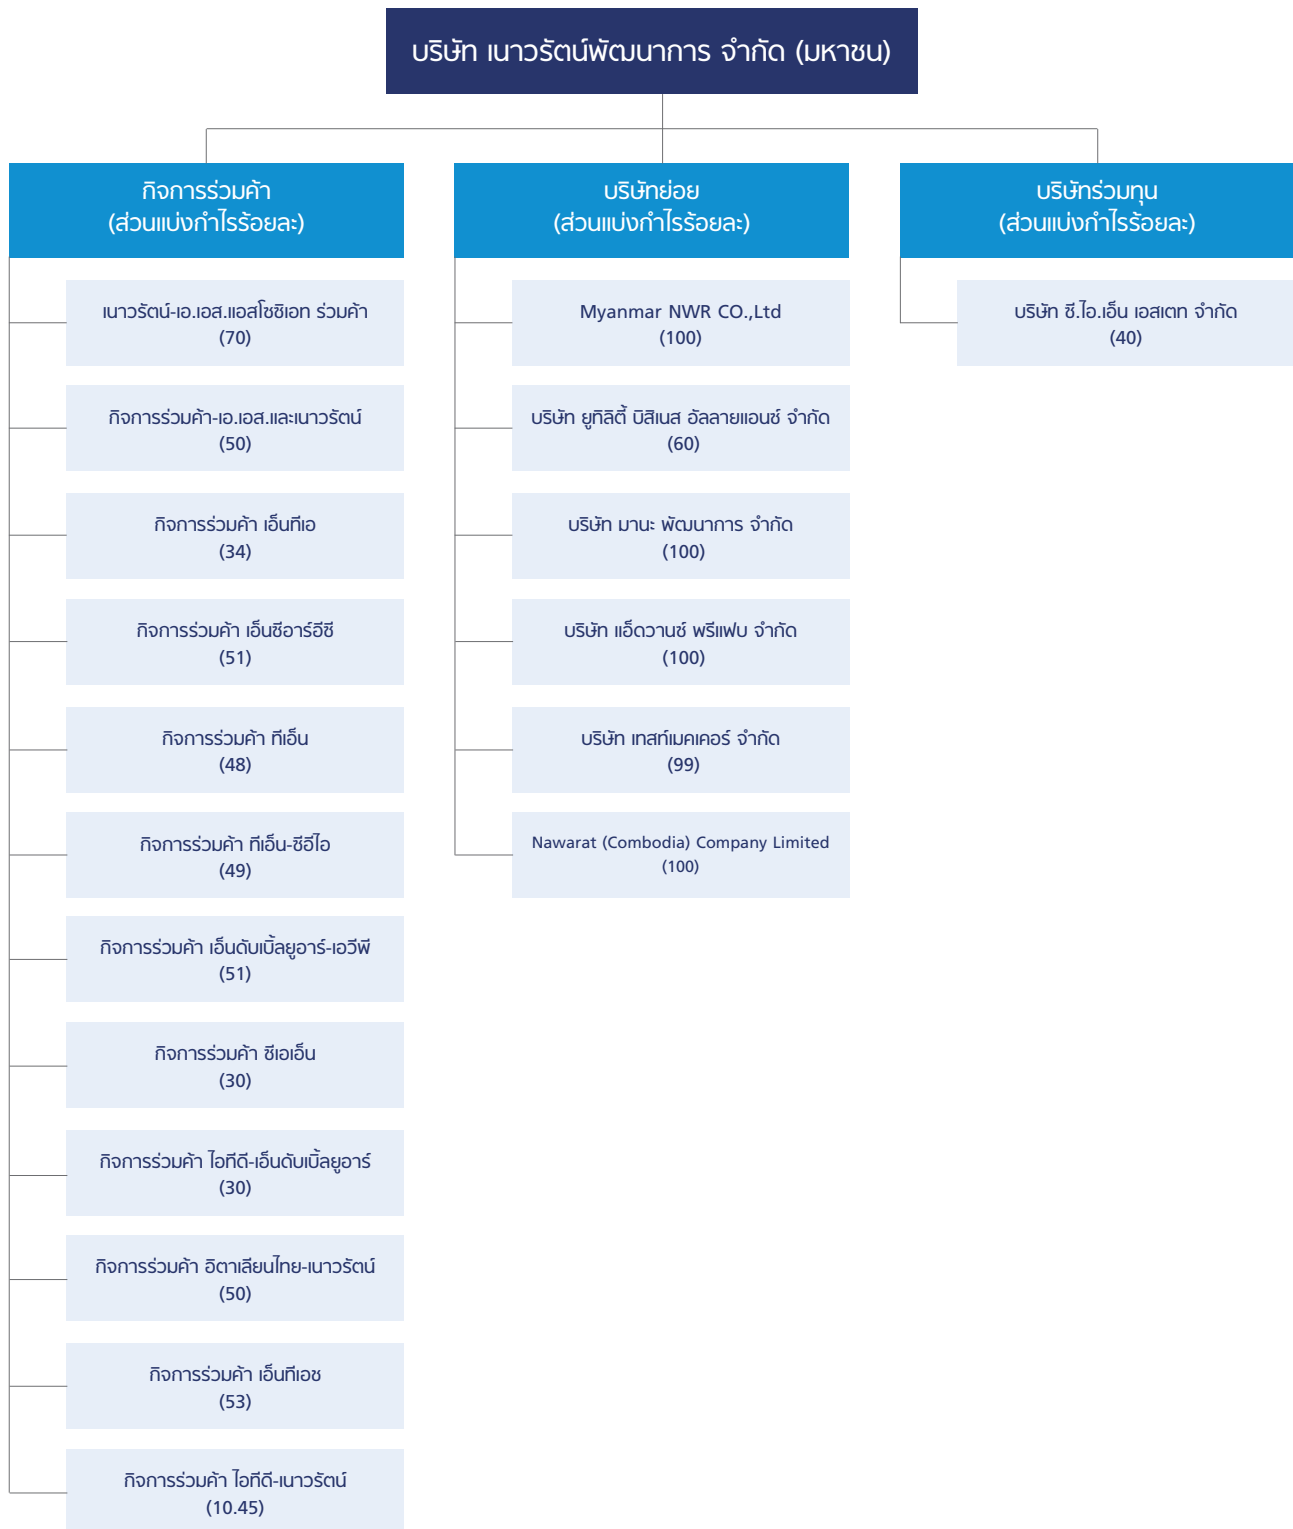 บริษัท เนาวรัตน์พัฒนาการ จำกัด (มหาชน)
กิจการร่วมค้า
(ส่วนแบ่งกำไรร้อยละ)
เนาวรัตน์-เอ.เอส.แอสโซซิเอท ร่วมค้า
(70)
กิจการร่วมค้า-เอ.เอส.และเนาวรัตน์
(50)
กิจการร่วมค้า เอ็นทีเอ
(34)
กิจการร่วมค้า เอ็นซีอาร์อีซี
(51)
กิจการร่วมค้า ทีเอ็น
(48)
กิจการร่วมค้า ทีเอ็น-ซีอีไอ
(49)
กิจการร่วมค้า เอ็นดับเบิ้ลยูอาร์-เอวีพี
(51)
กิจการร่วมค้า ซีเอเอ็น
(30)
กิจการร่วมค้า ไอทีดี-เอ็นดับเบิ้ลยูอาร์
(30)
กิจการร่วมค้า อิตาเลียนไทย-เนาวรัตน์
(50)
กิจการร่วมค้า เอ็นทีเอช
(53)
กิจการร่วมค้า ไอทีดี-เนาวรัตน์
(10.45)
บริษัทย่อย
(ส่วนแบ่งกำไรร้อยละ)
Myanmar NWR CO.,Ltd
(100)
บริษัท ยูทิลิตี้ บิสิเนส อัลลายแอนซ์ จำกัด
(60)
บริษัท มานะ พัฒนาการ จำกัด
(100)
บริษัท แอ็ดวานซ์ พรีแฟบ จำกัด
(100)
บริษัท เทสท์เมคเคอร์ จำกัด
(99)
Nawarat (Combodia) Company Limited
(100)
บริษัทร่วมทุน
(ส่วนแบ่งกำไรร้อยละ)
บริษัท ซี.ไอ.เอ็น เอสเตท จำกัด
(40)